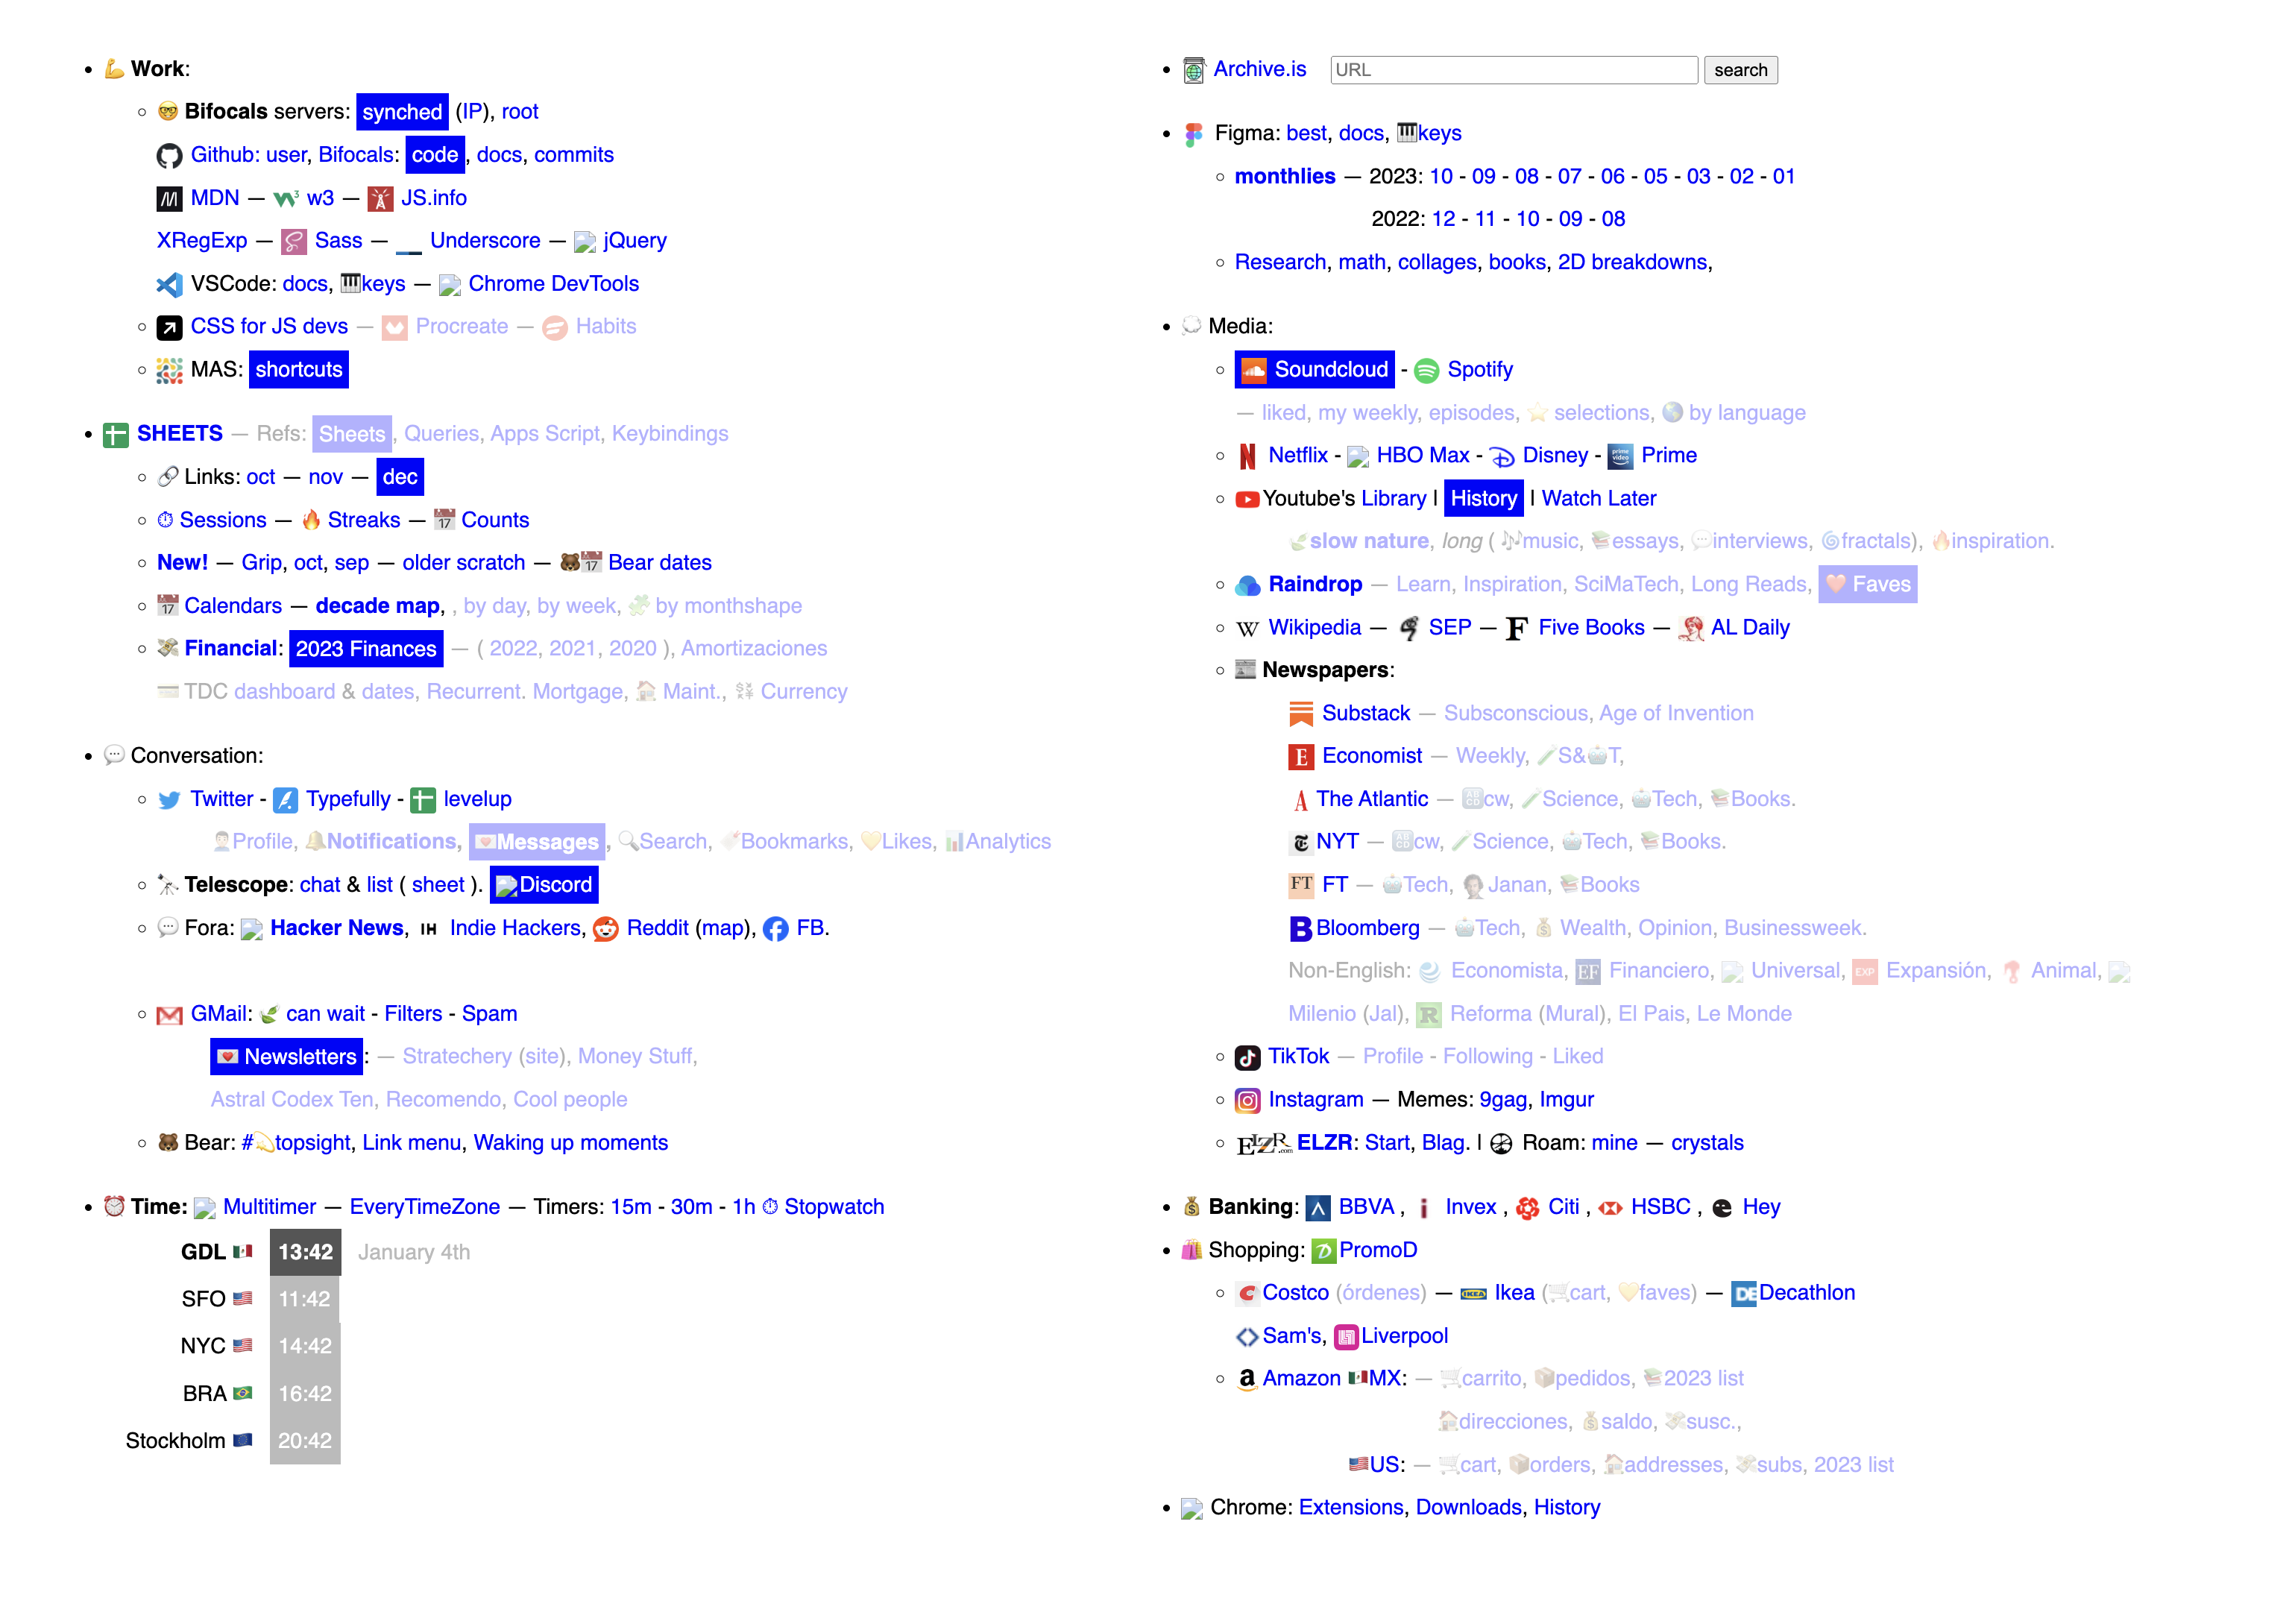 Work:
Bifocals servers: synched (IP), root
Github: user, Bifocals: code, docs, commits
MDN — w3 — JS.info
XRegExp — Sass — Underscore — jQuery
VSCode: docs, keys — Chrome DevTools
CSS for JS devs — Procreate — Habits
MAS: shortcuts
SHEETS — Refs: Sheets, Queries, Apps Script, Keybindings
Links: oct — nov — dec
Sessions — Streaks — Counts
New! — Grip, oct, sep — older scratch — Bear dates
Calendars — decade map, , by day, by week, by monthshape
Financial: 2023 Finances — ( 2022, 2021, 2020 ), Amortizaciones
TDC dashboard & dates, Recurrent. Mortgage, Maint., Currency
Conversation:
Twitter - Typefully - levelup
Profile, Notifications, Messages, Search, Bookmarks, Likes, Analytics
Telescope: chat & list ( sheet ). Discord
Fora: Hacker News, IH Indie Hackers, Reddit (map), FB.
GMail: can wait - Filters - Spam
Newsletters: — Stratechery (site), Money Stuff,
Astral Codex Ten, Recomendo, Cool people
Bear: #topsight, Link menu, Waking up moments
Time: Multitimer — EveryTimeZone — Timers: 15m - 30m - 1h Stopwatch
GDL 13:42 January 4th
SFO 11:42
NYC 14:42
BRA 16:42
Stockholm 20:42
Archive.is URL search
Figma: best, docs, keys
monthlies — 2023: 10 - 09 - 08 - 07 - 06 - 05 - 03 - 02 - 01
2022: 12 - 11 - 10 - 09 - 08
Research, math, collages, books, 2D breakdowns,
Media:
Soundcloud - Spotify
— liked, my weekly, episodes, selections, by language
Netflix - HBO Max - Disney - prime video Prime
Youtube's Library | History | Watch Later
slow nature, long ( music, essays, interviews, fractals), inspiration.
Raindrop — Learn, Inspiration, SciMaTech, Long Reads, Faves
W Wikipedia — SEP — F Five Books — AL Daily
Newspapers:
Substack — Subsconscious, Age of Invention
E Economist — Weekly, S&T,
A The Atlantic — cw, Science, Tech, Books.
NYT — cw, Science, Tech, Books.
FT FT — Tech, Janan, Books
B Bloomberg — Tech, Wealth, Opinion, Businessweek.
Non-English: Economista, EF Financiero, Universal, EXP Expansión, Animal,
Milenio (Jal), R Reforma (Mural), El Pais, Le Monde
TikTok — Profile - Following - Liked
Instagram — Memes: 9gag, Imgur
ELZR.com ELZR: Start, Blag. | Roam: mine — crystals
Banking: BBVA , Invex , Citi , HSBC , Hey
Shopping: PromoD
Costco (órdenes) — IKEA Ikea (cart, faves) — DE Decathlon
Sam's, Liverpool
Amazon MX: — carrito, pedidos, 2023 list
direcciones, saldo, susc.,
US: — cart, orders, addresses, subs, 2023 list
Chrome: Extensions, Downloads, History